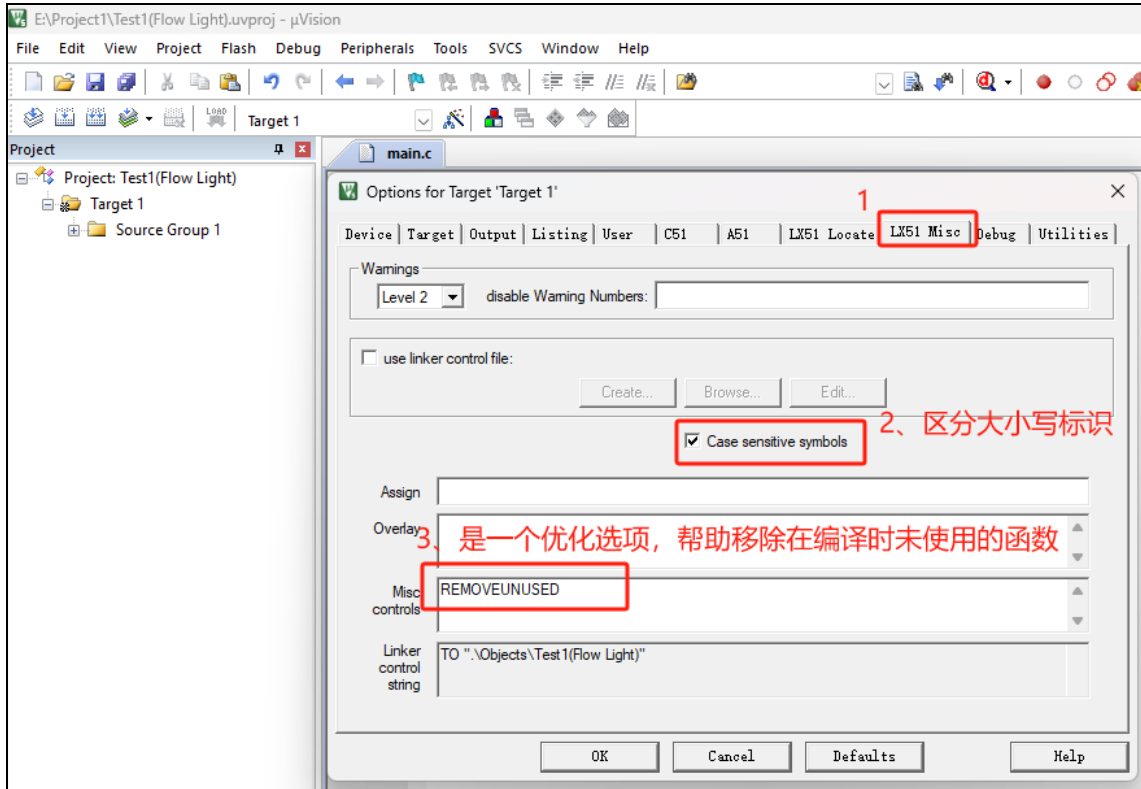 E:\Project1\Test1(Flow Light).uvproj - µVision
File Edit View Project Flash Debug Peripherals Tools SVCS Window Help
LOAD Target 1
Project
main.c
Project: Test1(Flow Light)
Target 1
Source Group 1
Options for Target 'Target 1'
1
Device Target Output Listing User C51 A51 LX51 Locate LX51 Misc Debug Utilities
Warnings
Level 2 disable Warning Numbers:
use linker control file:
Create... Browse... Edit...
Case sensitive symbols
2、区分大小写标识
Assign
Overlay
3、是一个优化选项，帮助移除在编译时未使用的函数
Misc controls
REMOVEUNUSED
Linker control string
TO ".\Objects\Test1(Flow Light)"
OK Cancel Defaults Help